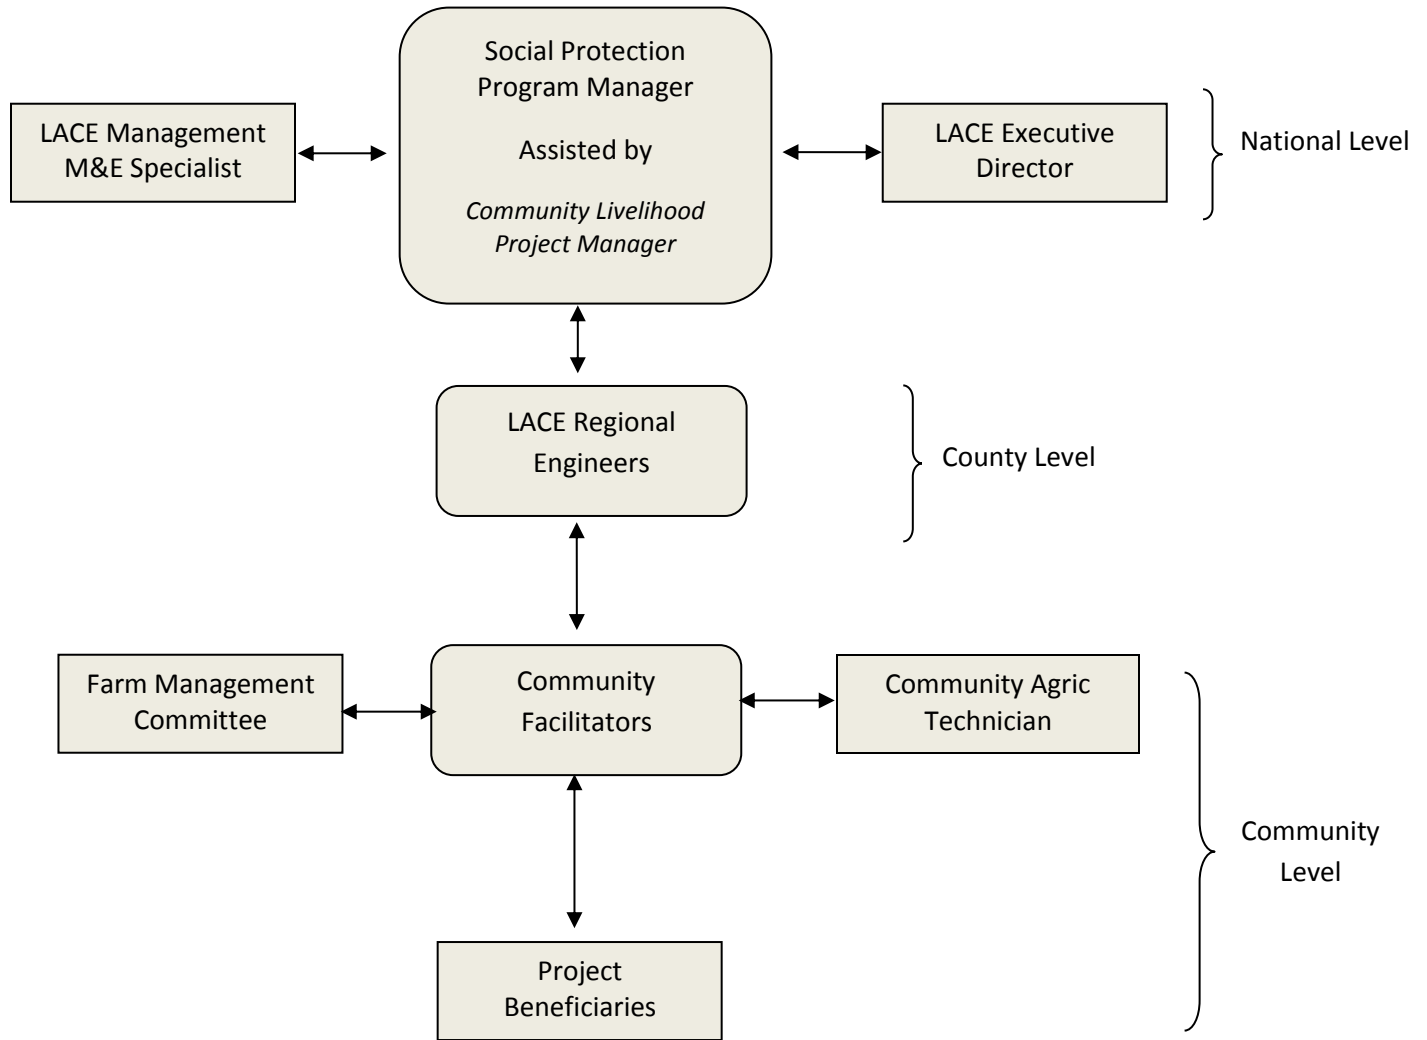 Social Protection
Program Manager
Assisted by
Community Livelihood
Project Manager
LACE Management
M&E Specialist
LACE Executive
Director
National Level
LACE Regional
Engineers
County Level
Farm Management
Committee
Community
Facilitators
Community Agric
Technician
Community
Level
Project
Beneficiaries